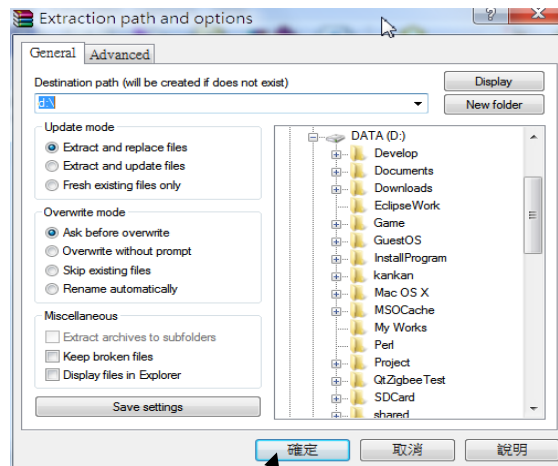 Extraction path and options
General Advanced
Destination path (will be created if does not exist)
Display
d:\
New folder
Update mode
Extract and replace files
Extract and update files
Fresh existing files only
Overwrite mode
Ask before overwrite
Overwrite without prompt
Skip existing files
Rename automatically
Miscellaneous
Extract archives to subfolders
Keep broken files
Display files in Explorer
Save settings
DATA (D:)
Develop
Documents
Downloads
EclipseWork
Game
GuestOS
InstallProgram
kankan
Mac OS X
MSOCache
My Works
Perl
Project
QtZigbeeTest
SDCard
shared
確定 取消 說明